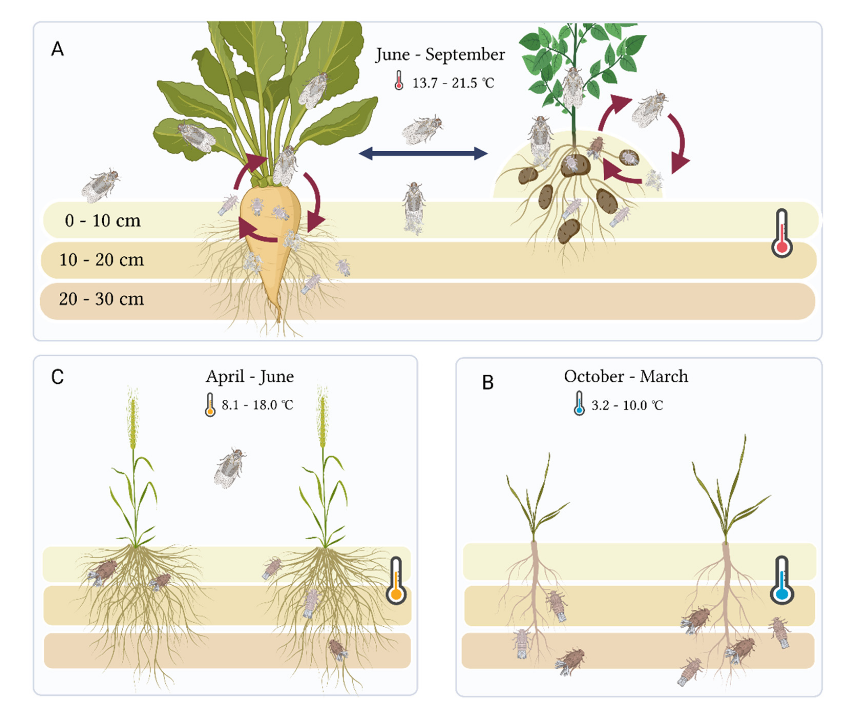 A
June - September
13.7 - 21.5 ℃
0 - 10 cm
10 - 20 cm
20 - 30 cm
C
April - June
8.1 - 18.0 ℃
B
October - March
3.2 - 10.0 ℃